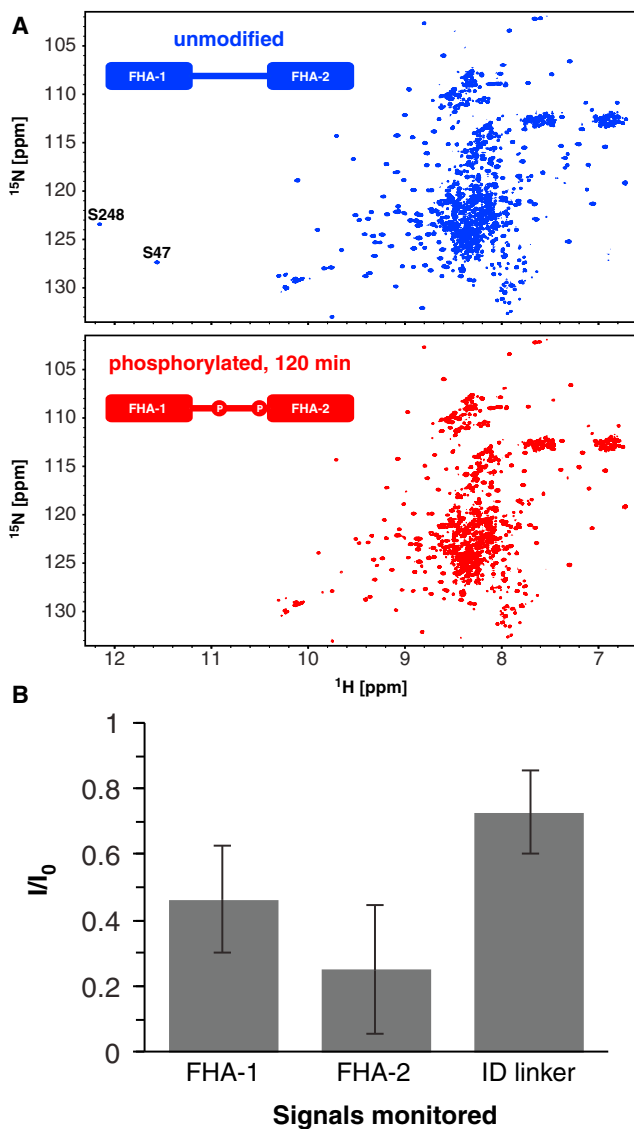 A
unmodified
FHA-1 FHA-2
S248
S47
105
110
115
120
125
130
15N [ppm]
phosphorylated, 120 min
FHA-1 P P FHA-2
105
110
115
120
125
130
15N [ppm]
12 11 10 9 8 7
1H [ppm]
B
1
0.8
0.6
0.4
0.2
0
I/I0
FHA-1 FHA-2 ID linker
Signals monitored